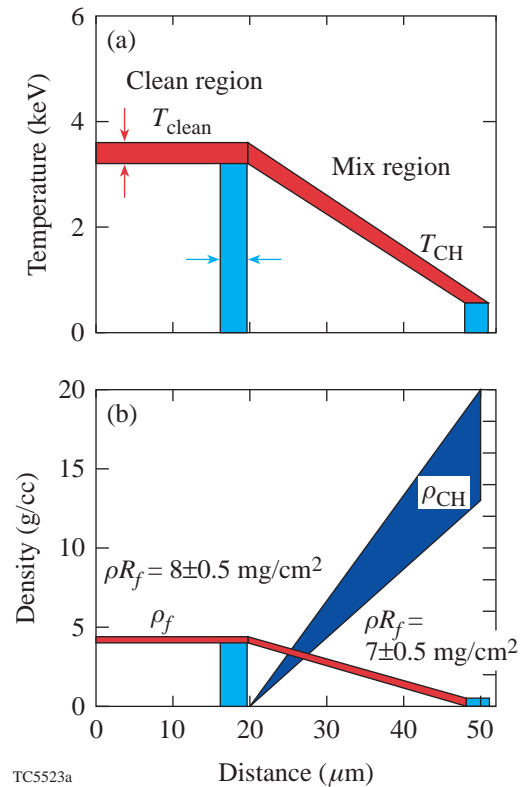 (a)
Clean region
T_clean
Mix region
T_CH
Temperature (keV)
6
4
2
0
(b)
ρ_CH
ρR_f = 8±0.5 mg/cm²
ρ_f
ρR_f =
7±0.5 mg/cm²
Density (g/cc)
20
15
10
5
0
0 10 20 30 40 50
Distance (μm)
TC5523a